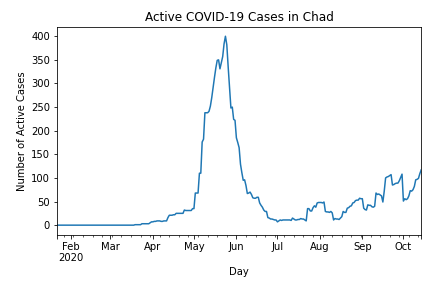 Active COVID-19 Cases in Chad
Number of Active Cases
400
350
300
250
200
150
100
50
0
Feb Mar Apr May Jun Jul Aug Sep Oct
2020
Day